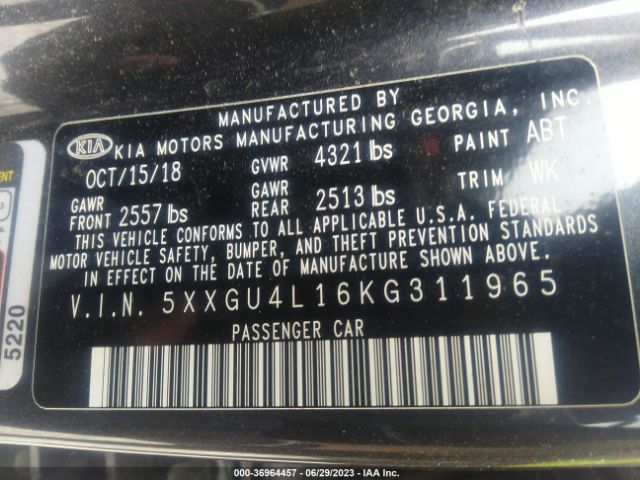 MANUFACTURED BY
KIA KIA MOTORS MANUFACTURING GEORGIA, INC.
OCT/15/18 GVWR 4321 lbs PAINT ABT
GAWR FRONT 2557 lbs GAWR REAR 2513 lbs TRIM WK
THIS VEHICLE CONFORMS TO ALL APPLICABLE U.S.A. FEDERAL
MOTOR VEHICLE SAFETY, BUMPER, AND THEFT PREVENTION STANDARDS
IN EFFECT ON THE DATE OF MANUFACTURE SHOWN ABOVE.
V.I.N. 5XXGU4L16KG311965
PASSENGER CAR
5220
000-36964457 - 06/29/2023 - IAA Inc.